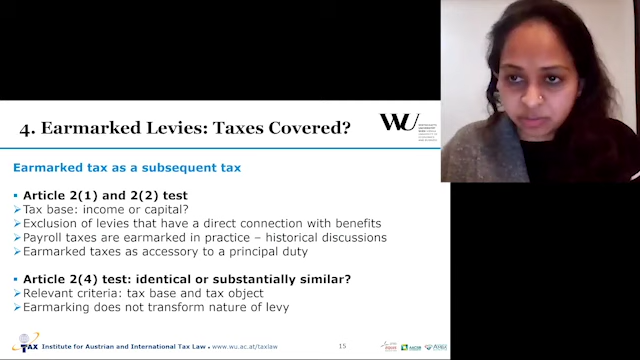 4. Earmarked Levies: Taxes Covered?
WU
Earmarked tax as a subsequent tax
▪ Article 2(1) and 2(2) test
➢Tax base: income or capital?
➢Exclusion of levies that have a direct connection with benefits
➢Payroll taxes are earmarked in practice – historical discussions
➢Earmarked taxes as accessory to a principal duty
▪ Article 2(4) test: identical or substantially similar?
➢Relevant criteria: tax base and tax object
➢Earmarking does not transform nature of levy
TAX Institute for Austrian and International Tax Law ▪ www.wu.ac.at/taxlaw 15